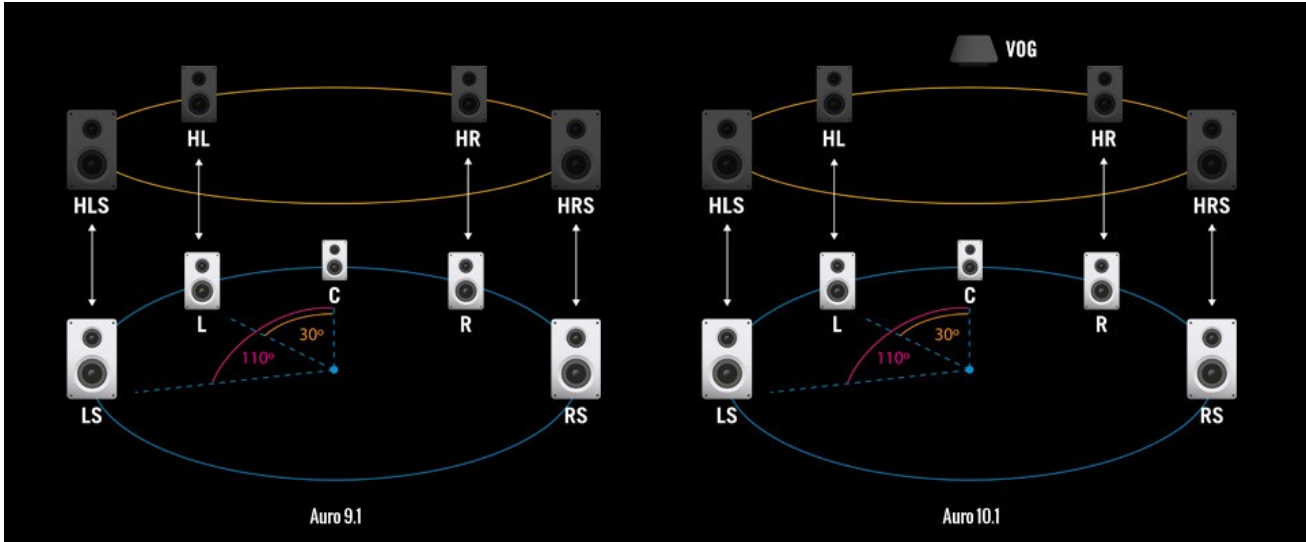 VOG
HL
HR
HL
HR
HLS
HRS
HLS
HRS
C
C
L
R
L
R
30º
30º
110º
110º
LS
RS
LS
RS
Auro 9.1
Auro 10.1